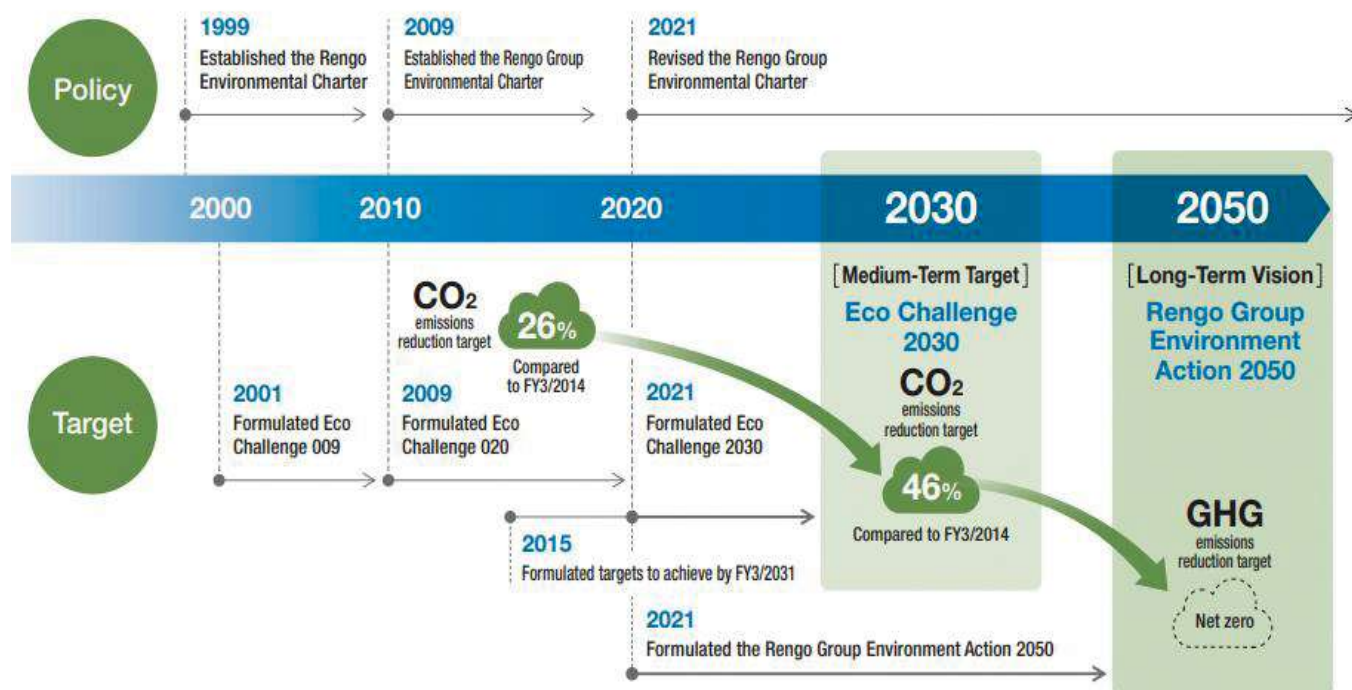 Policy
1999
Established the Rengo
Environmental Charter
2009
Established the Rengo Group
Environmental Charter
2021
Revised the Rengo Group
Environmental Charter
2000
2010
2020
2030
2050
Target
CO2
emissions
reduction target
26%
Compared
to FY3/2014
2001
Formulated Eco
Challenge 009
2009
Formulated Eco
Challenge 020
2021
Formulated Eco
Challenge 2030
2015
Formulated targets to achieve by FY3/2031
2021
Formulated the Rengo Group Environment Action 2050
[Medium-Term Target]
Eco Challenge
2030
CO2
emissions
reduction target
46%
Compared to FY3/2014
[Long-Term Vision]
Rengo Group
Environment
Action 2050
GHG
emissions
reduction target
Net zero